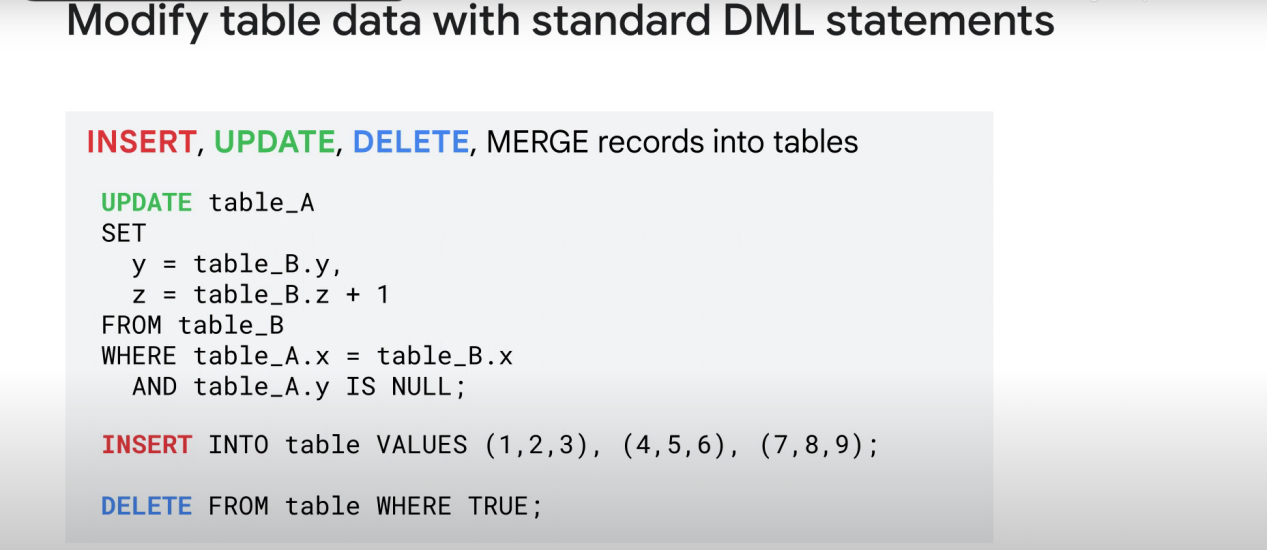 Modify table data with standard DML statements
INSERT, UPDATE, DELETE, MERGE records into tables
UPDATE table_A
SET
y = table_B.y,
z = table_B.z + 1
FROM table_B
WHERE table_A.x = table_B.x
AND table_A.y IS NULL;
INSERT INTO table VALUES (1,2,3), (4,5,6), (7,8,9);
DELETE FROM table WHERE TRUE;